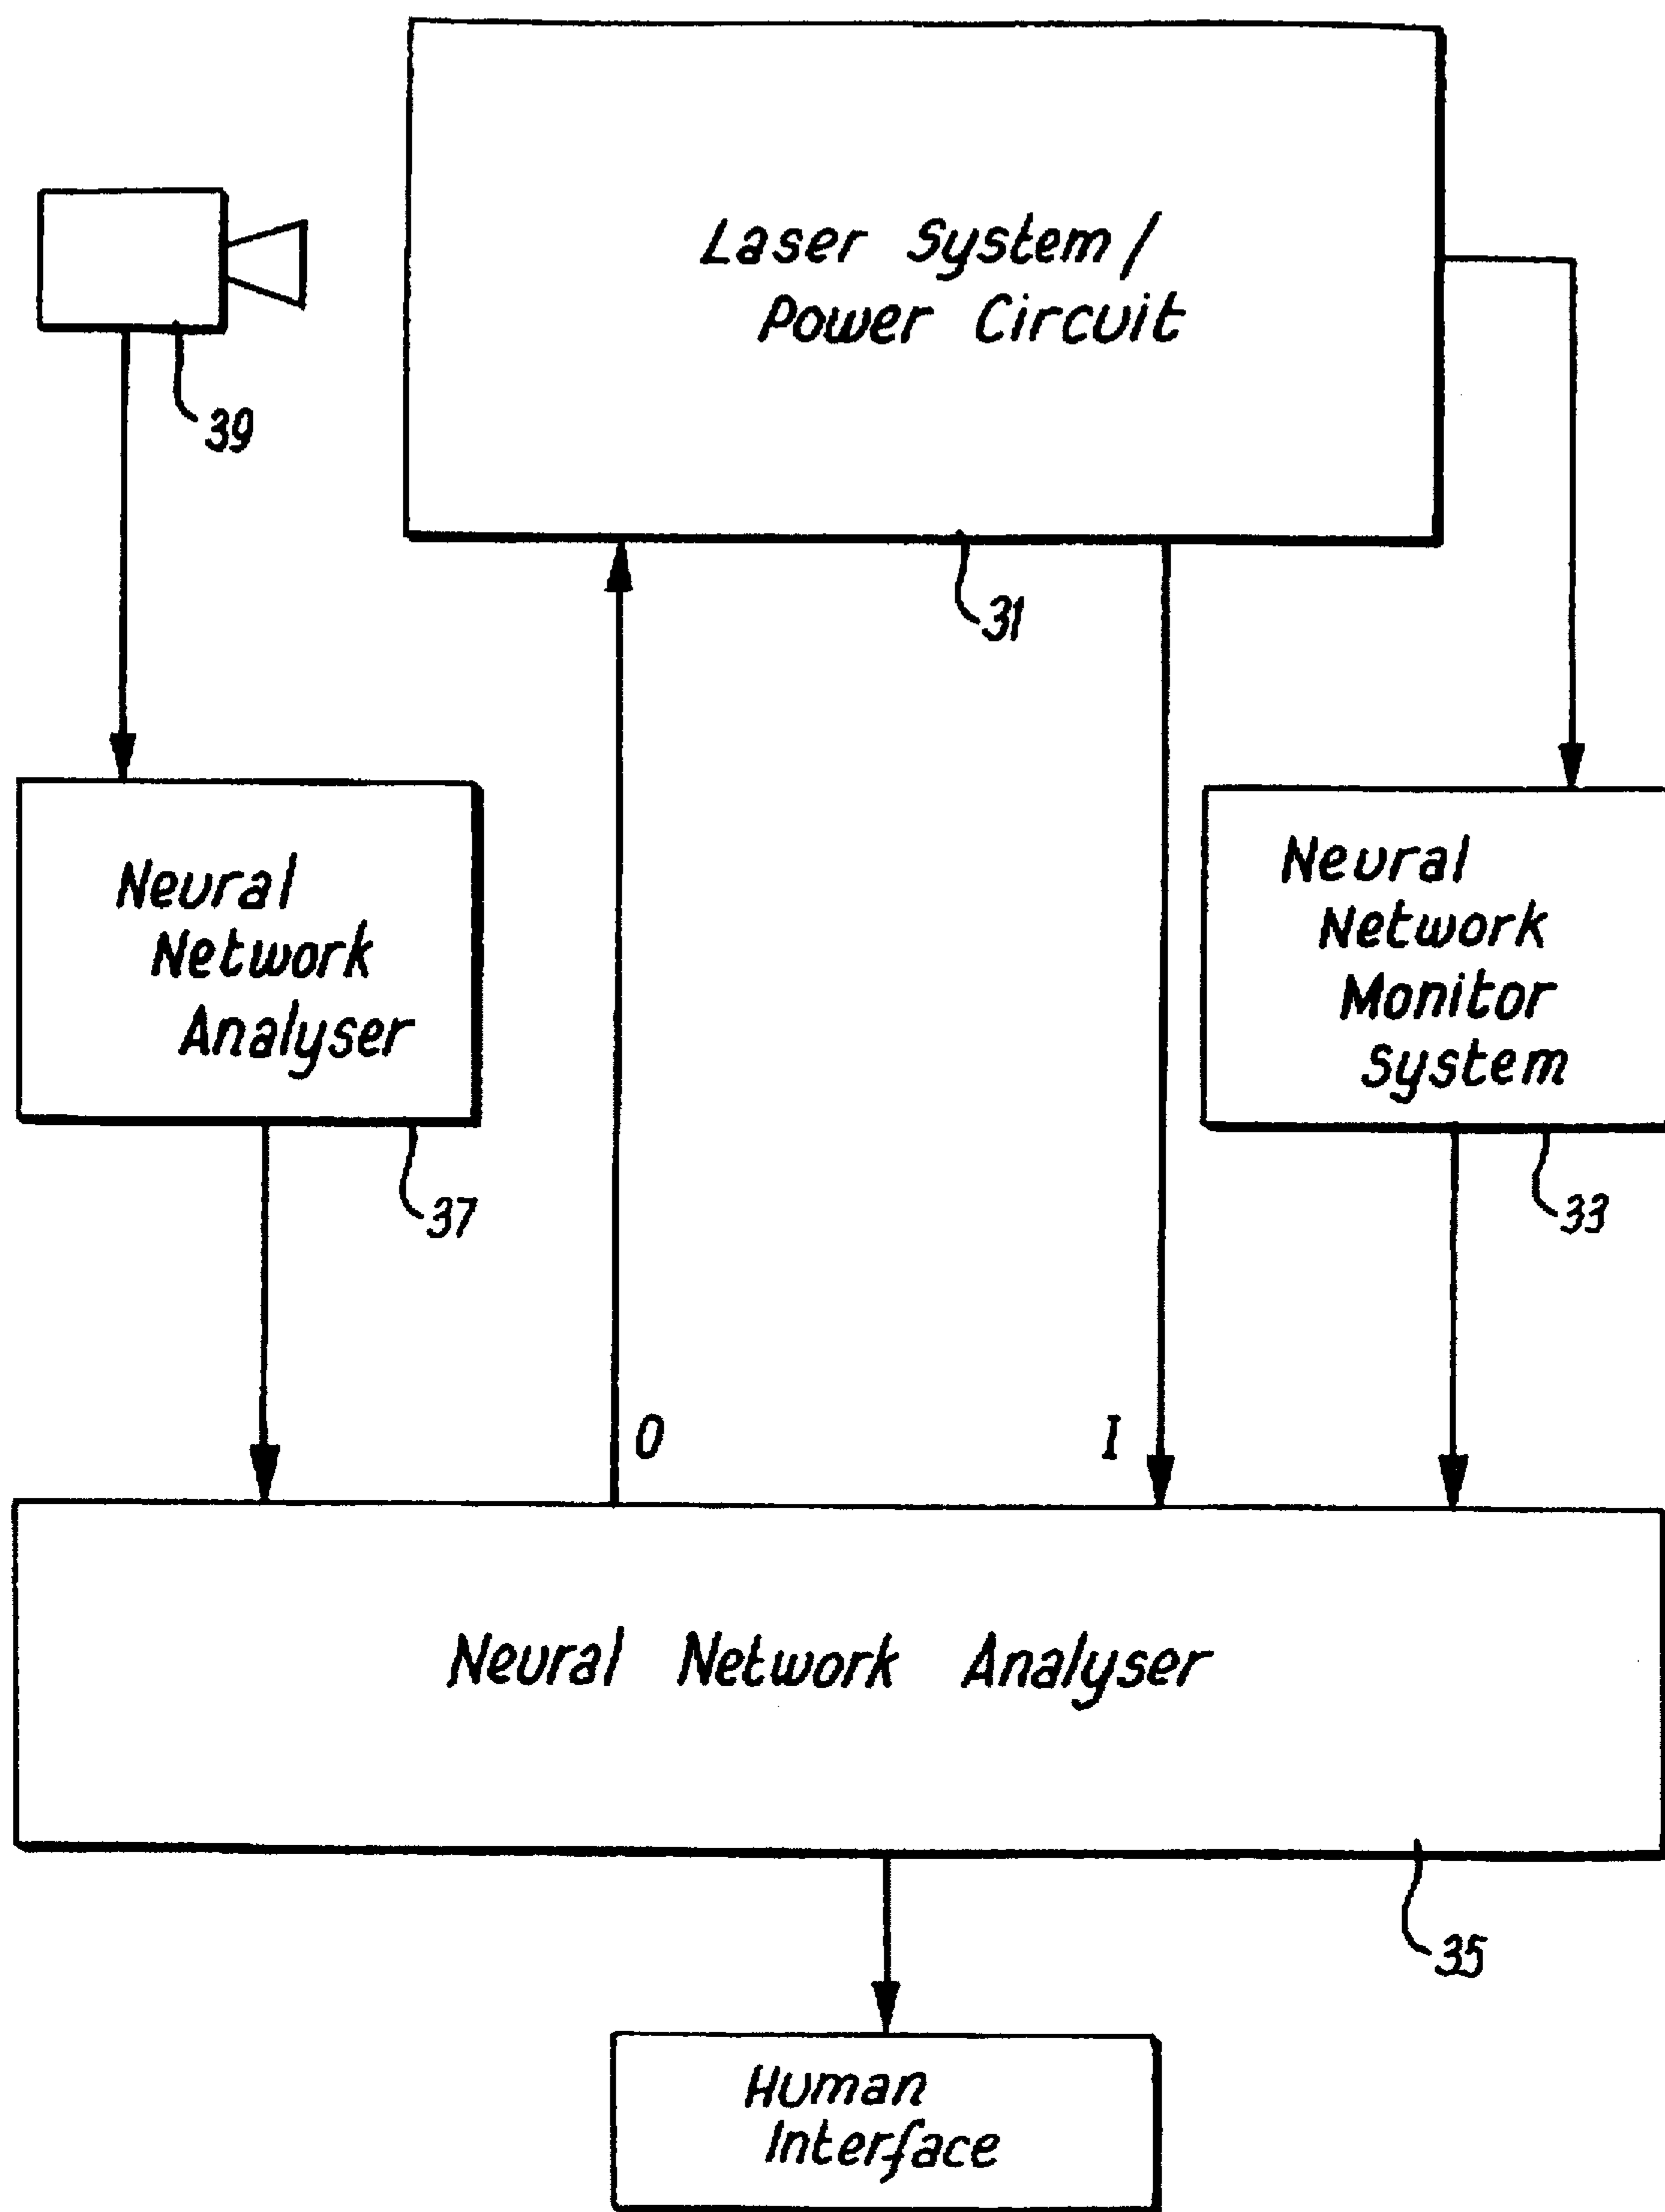 Laser System/
Power Circuit
39
31
Neural
Network
Analyser
Neural
Network
Monitor
System
37
33
O
I
Neural Network Analyser
35
Human
Interface